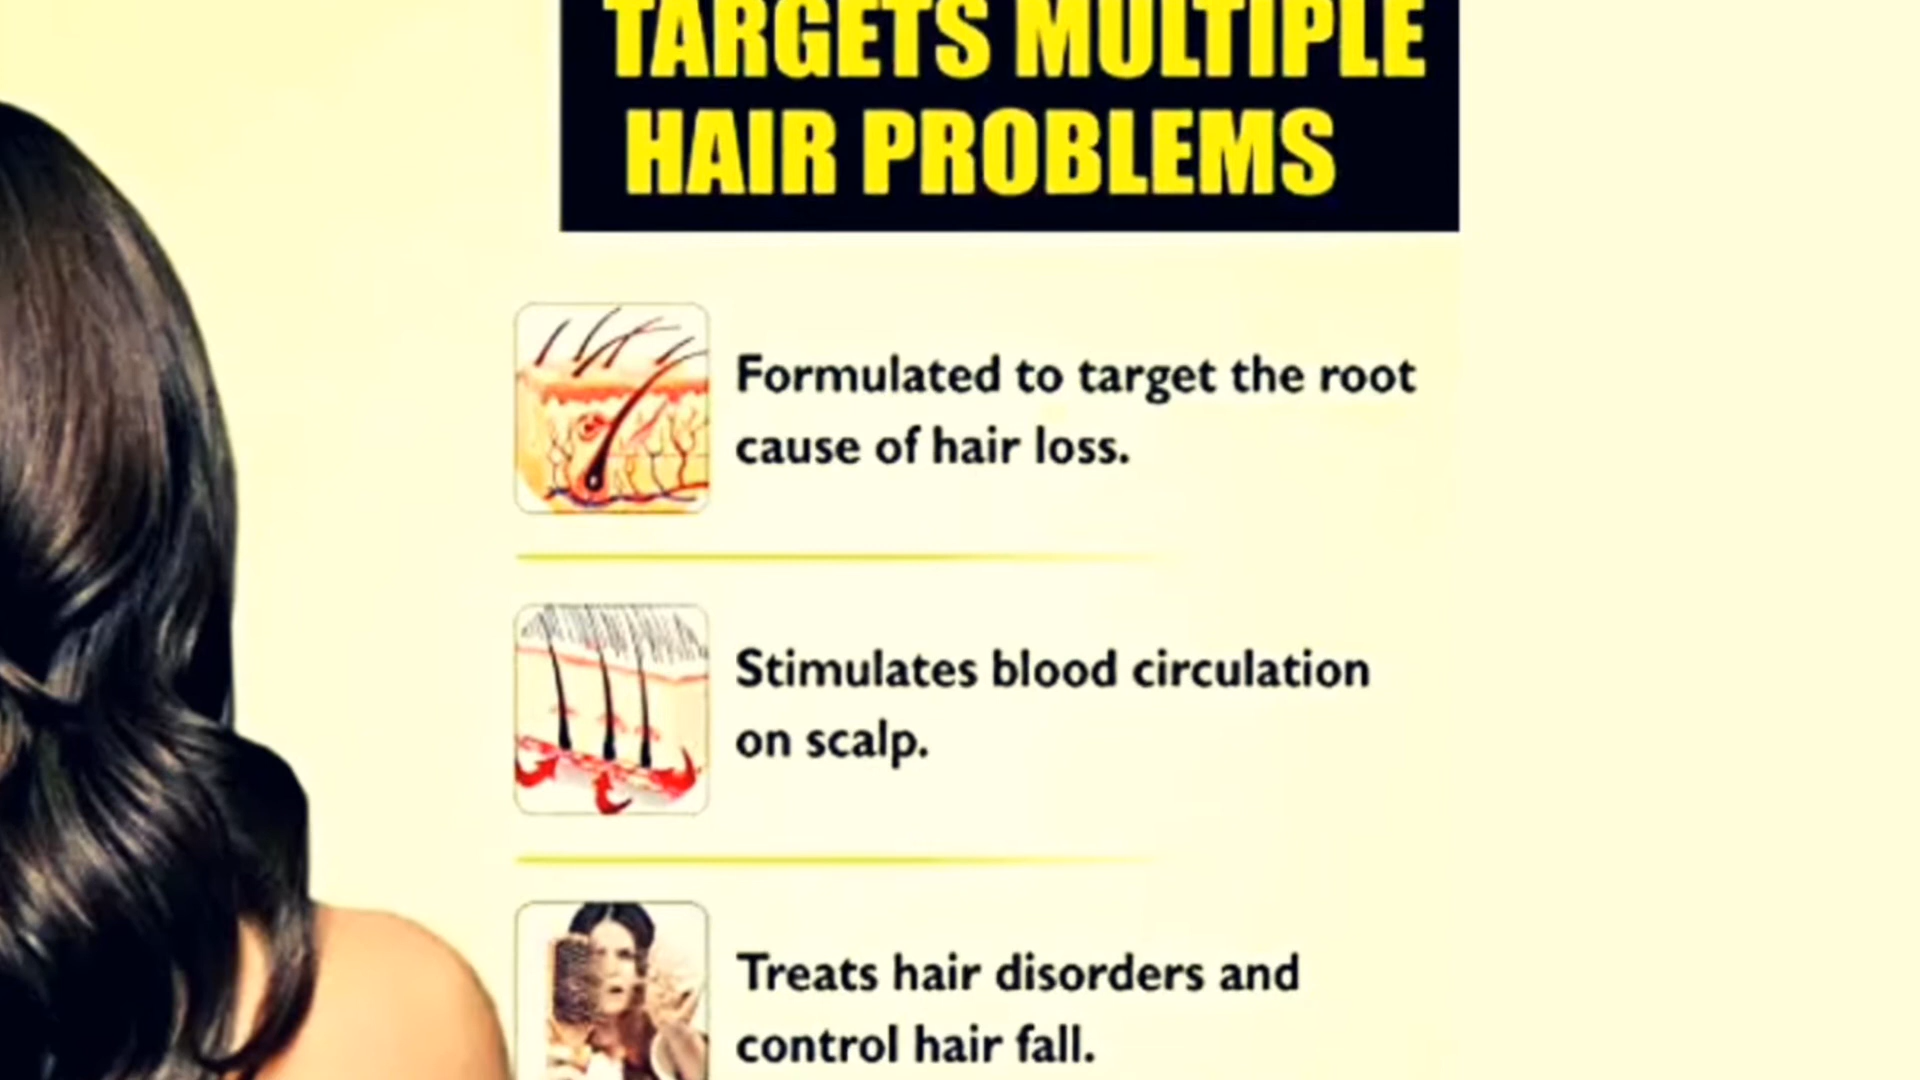 TARGETS MULTIPLE
HAIR PROBLEMS
Formulated to target the root
cause of hair loss.
Stimulates blood circulation
on scalp.
Treats hair disorders and
control hair fall.